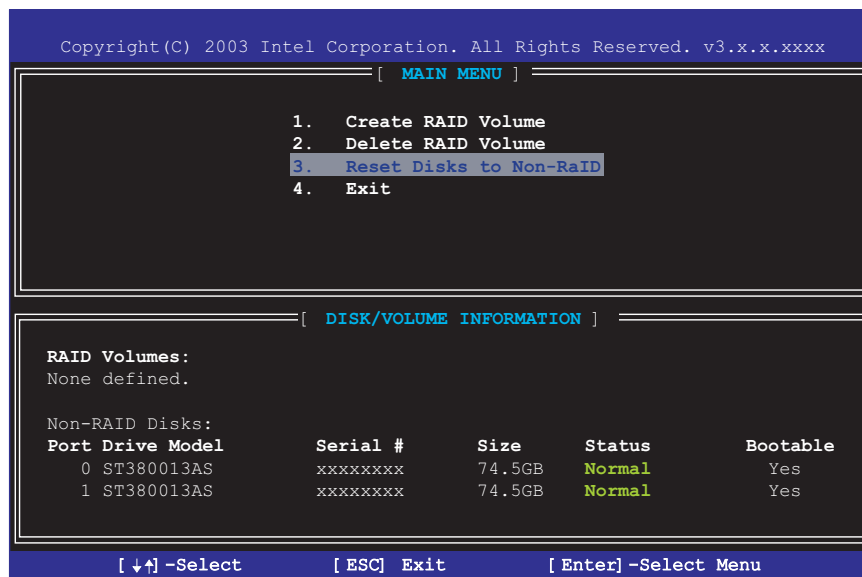 Copyright(C) 2003 Intel Corporation. All Rights Reserved. v3.x.x.xxxx
[ MAIN MENU ]
1. Create RAID Volume
2. Delete RAID Volume
3. Reset Disks to Non-RaID
4. Exit
[ DISK/VOLUME INFORMATION ]
RAID Volumes:
None defined.
Non-RAID Disks:
Port Drive Model Serial # Size Status Bootable
0 ST380013AS xxxxxxxx 74.5GB Normal Yes
1 ST380013AS xxxxxxxx 74.5GB Normal Yes
[↓↑]-Select [ESC] Exit [Enter]-Select Menu